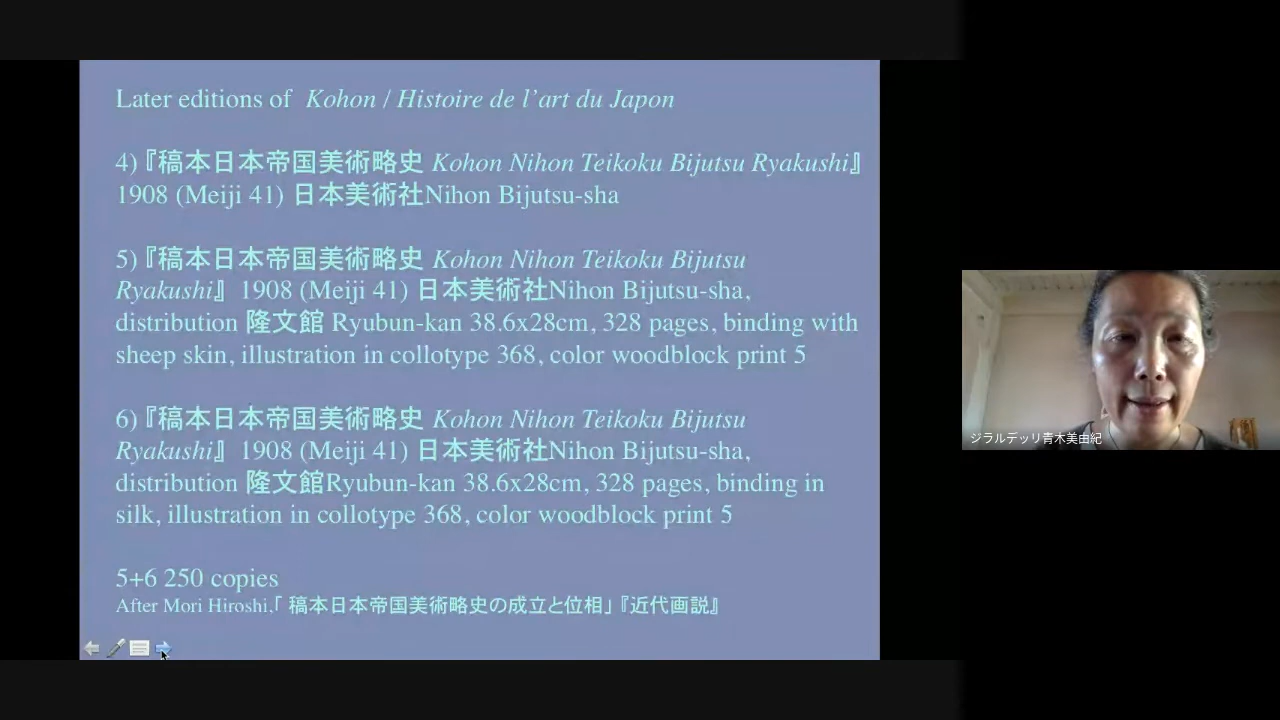 Later editions of Kohon / Histoire de l’art du Japon
4)『稿本日本帝国美術略史 Kohon Nihon Teikoku Bijutsu Ryakushi』
1908 (Meiji 41) 日本美術社Nihon Bijutsu-sha
5)『稿本日本帝国美術略史 Kohon Nihon Teikoku Bijutsu
Ryakushi』1908 (Meiji 41) 日本美術社Nihon Bijutsu-sha,
distribution 隆文館 Ryubun-kan 38.6x28cm, 328 pages, binding with
sheep skin, illustration in collotype 368, color woodblock print 5
6)『稿本日本帝国美術略史 Kohon Nihon Teikoku Bijutsu
Ryakushi』1908 (Meiji 41) 日本美術社Nihon Bijutsu-sha,
distribution 隆文館Ryubun-kan 38.6x28cm, 328 pages, binding in
silk, illustration in collotype 368, color woodblock print 5
5+6 250 copies
After Mori Hiroshi,「 稿本日本帝国美術略史の成立と位相」『近代画説』
ジラルデッリ青木美由紀